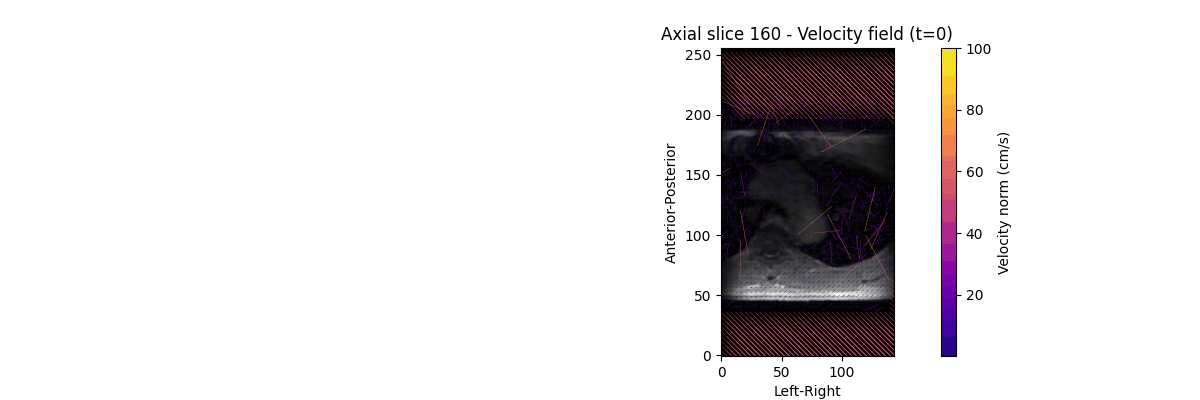 Axial slice 160 - Velocity field (t=0)
250
200
150
100
50
0
Anterior-Posterior
0 50 100
Left-Right
100
80
60
40
20
Velocity norm (cm/s)